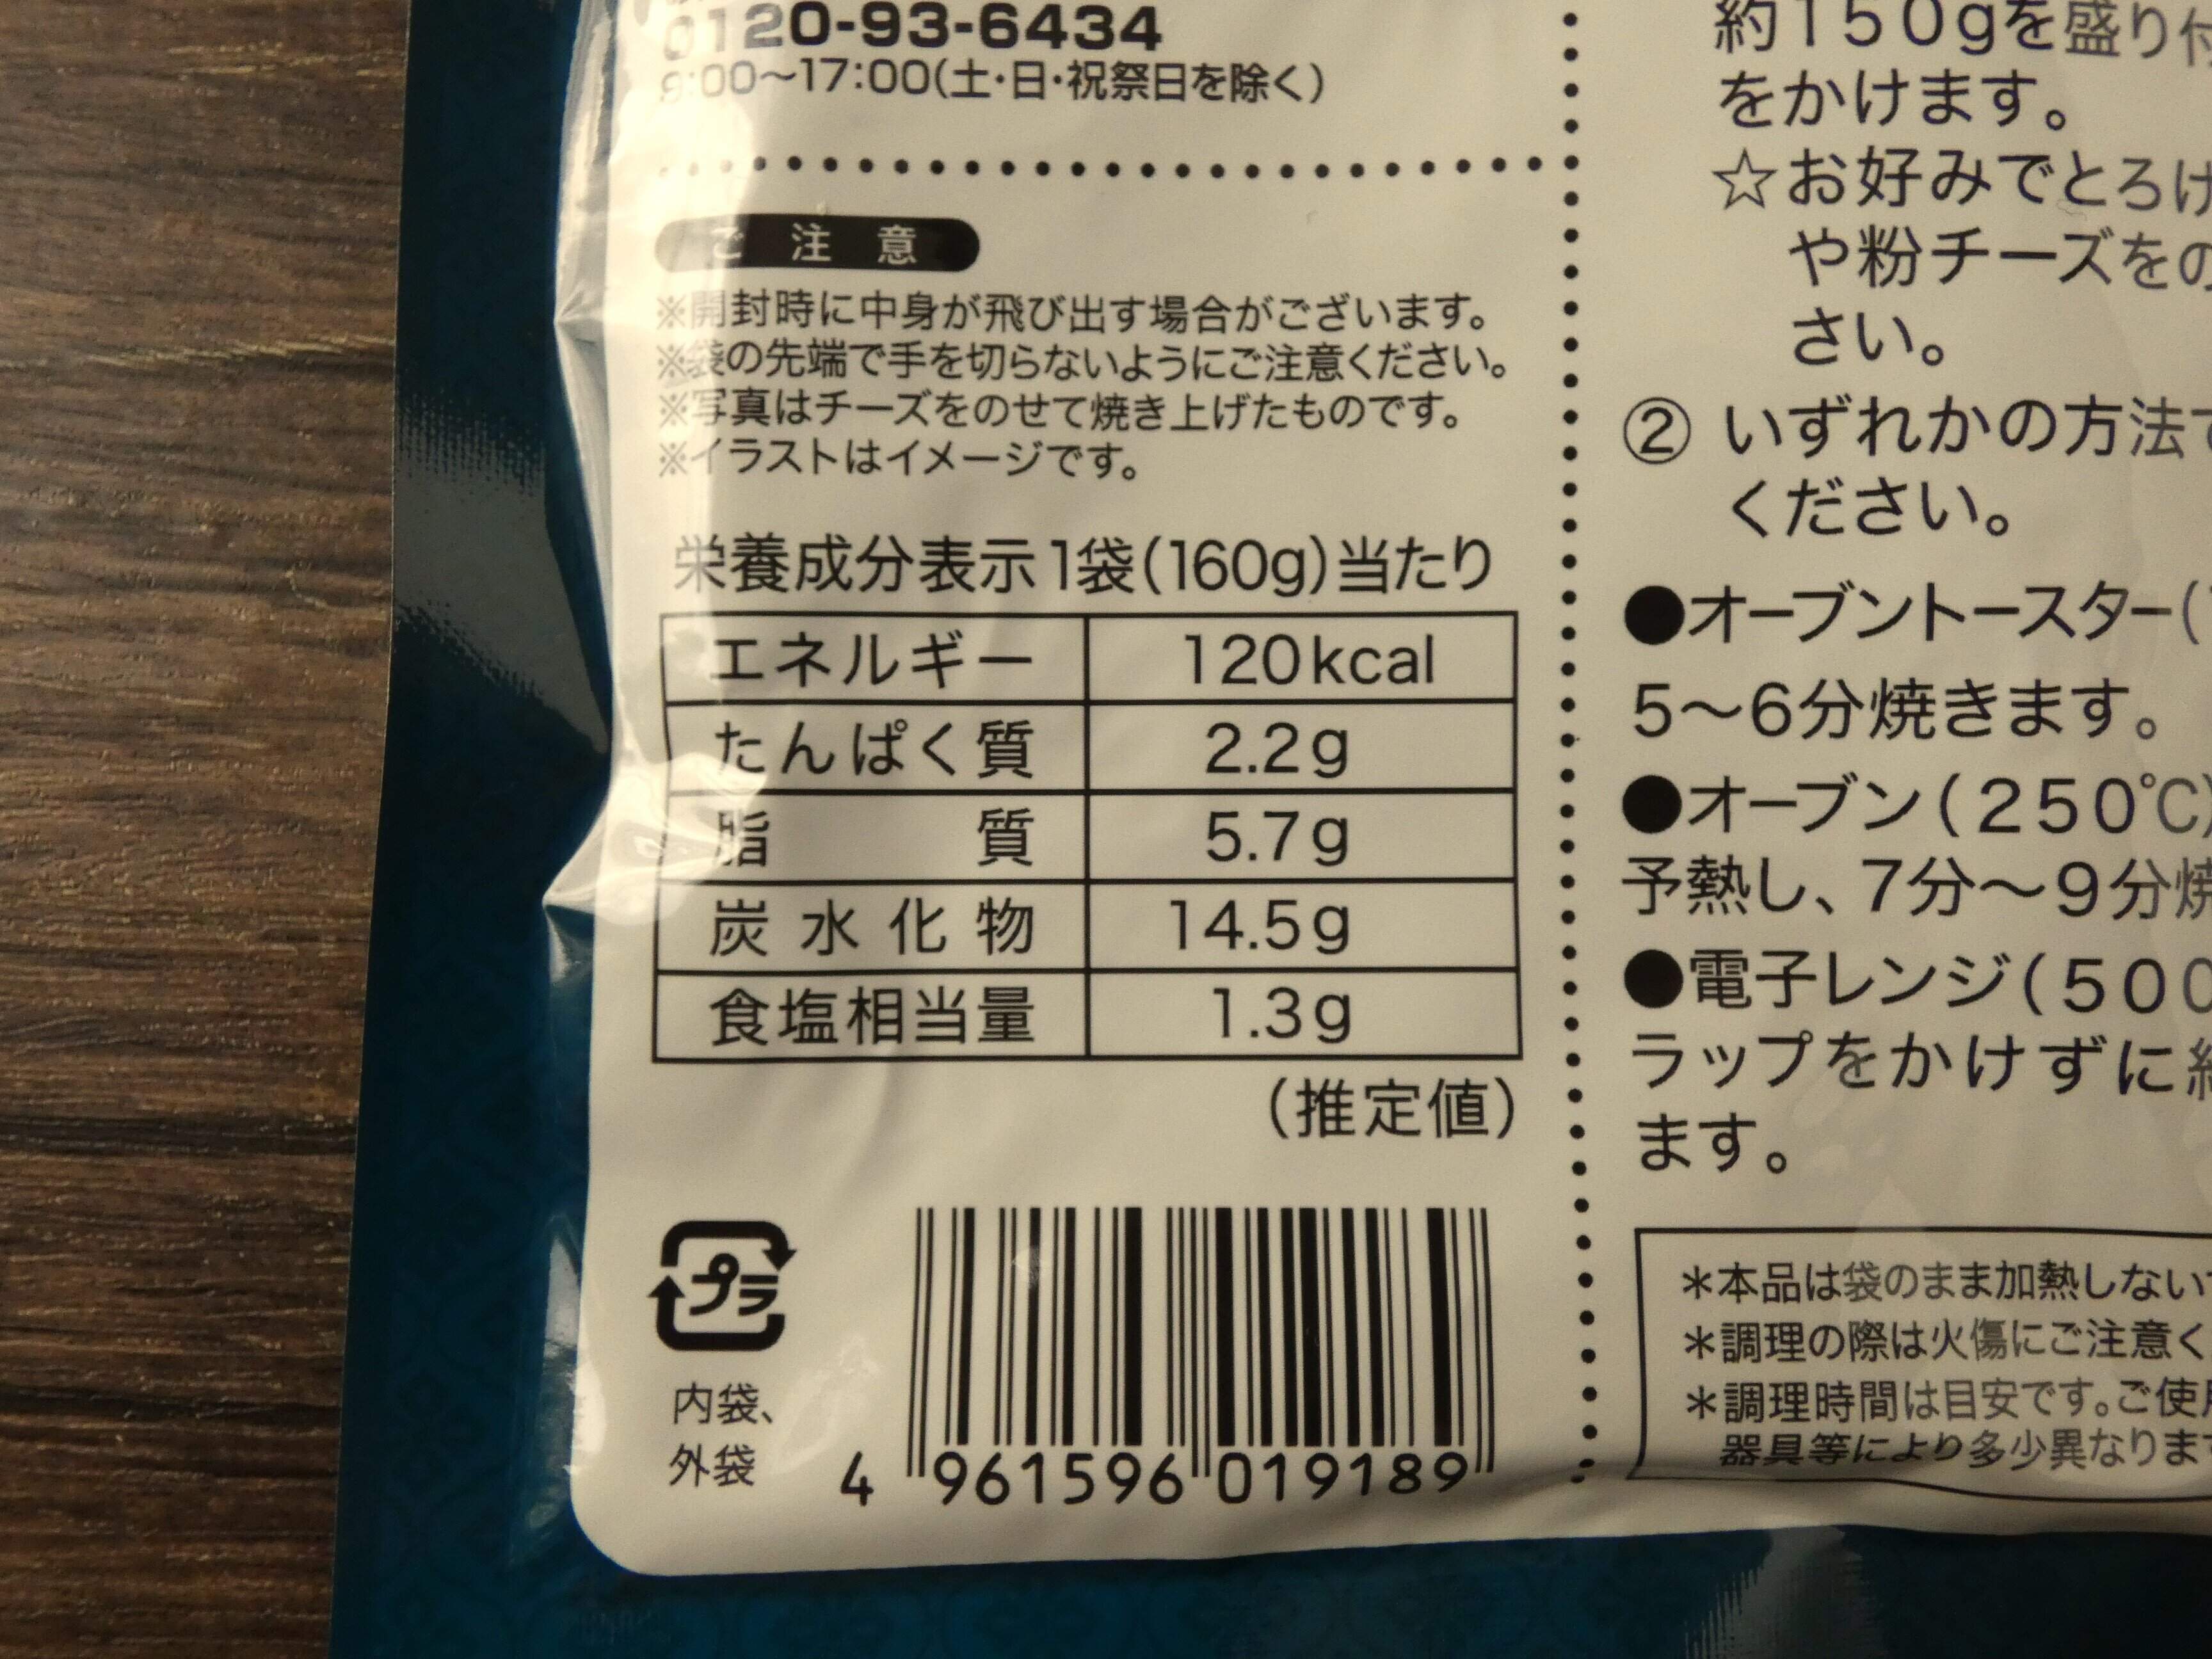 0120-93-6434
9:00〜17:00(土・日・祝祭日を除く)
ご注意
※開封時に中身が飛び出す場合がございます。
※袋の先端で手を切らないようにご注意ください。
※写真はチーズをのせて焼き上げたものです。
※イラストはイメージです。
栄養成分表示1袋(160g)当たり
エネルギー 120kcal
たんぱく質 2.2g
脂質 5.7g
炭水化物 14.5g
食塩相当量 1.3g
(推定値)
プラ
内袋、
外袋
4 961596 019189
約150gを盛り付
をかけます。
☆お好みでとろけ
や粉チーズをの
さい。
② いずれかの方法で
ください。
●オーブントースター(
5〜6分焼きます。
●オーブン(250℃)
予熱し、7分〜9分焼
●電子レンジ(500
ラップをかけずに約
ます。
＊本品は袋のまま加熱しない
＊調理の際は火傷にご注意く
＊調理時間は目安です。ご使用
器具等により多少異なります